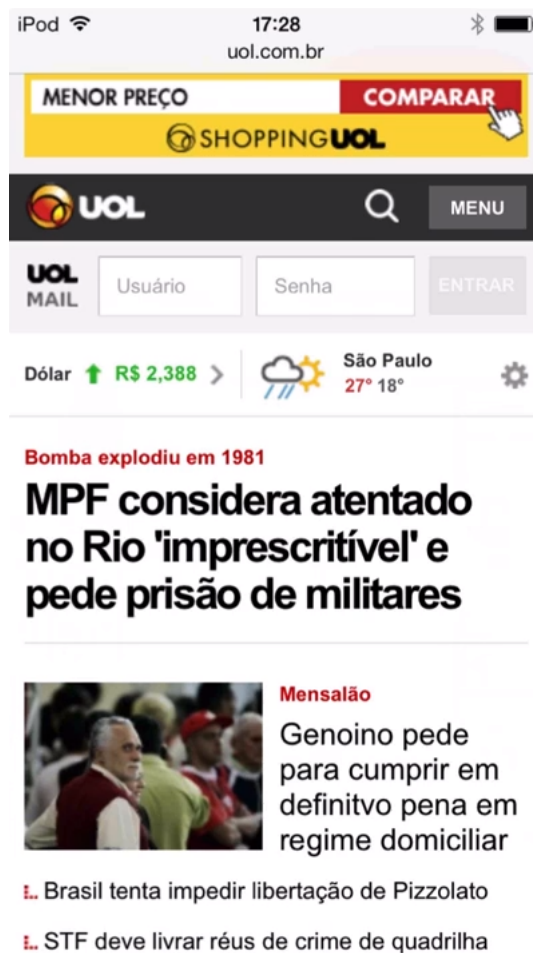 iPod 17:28
uol.com.br
MENOR PREÇO COMPARAR
SHOPPINGUOL
UOL MENU
UOL MAIL Usuário Senha ENTRAR
Dólar R$ 2,388 São Paulo
27° 18°
Bomba explodiu em 1981
MPF considera atentado
no Rio 'imprescritível' e
pede prisão de militares
Mensalão
Genoino pede
para cumprir em
definitvo pena em
regime domiciliar
Brasil tenta impedir libertação de Pizzolato
STF deve livrar réus de crime de quadrilha